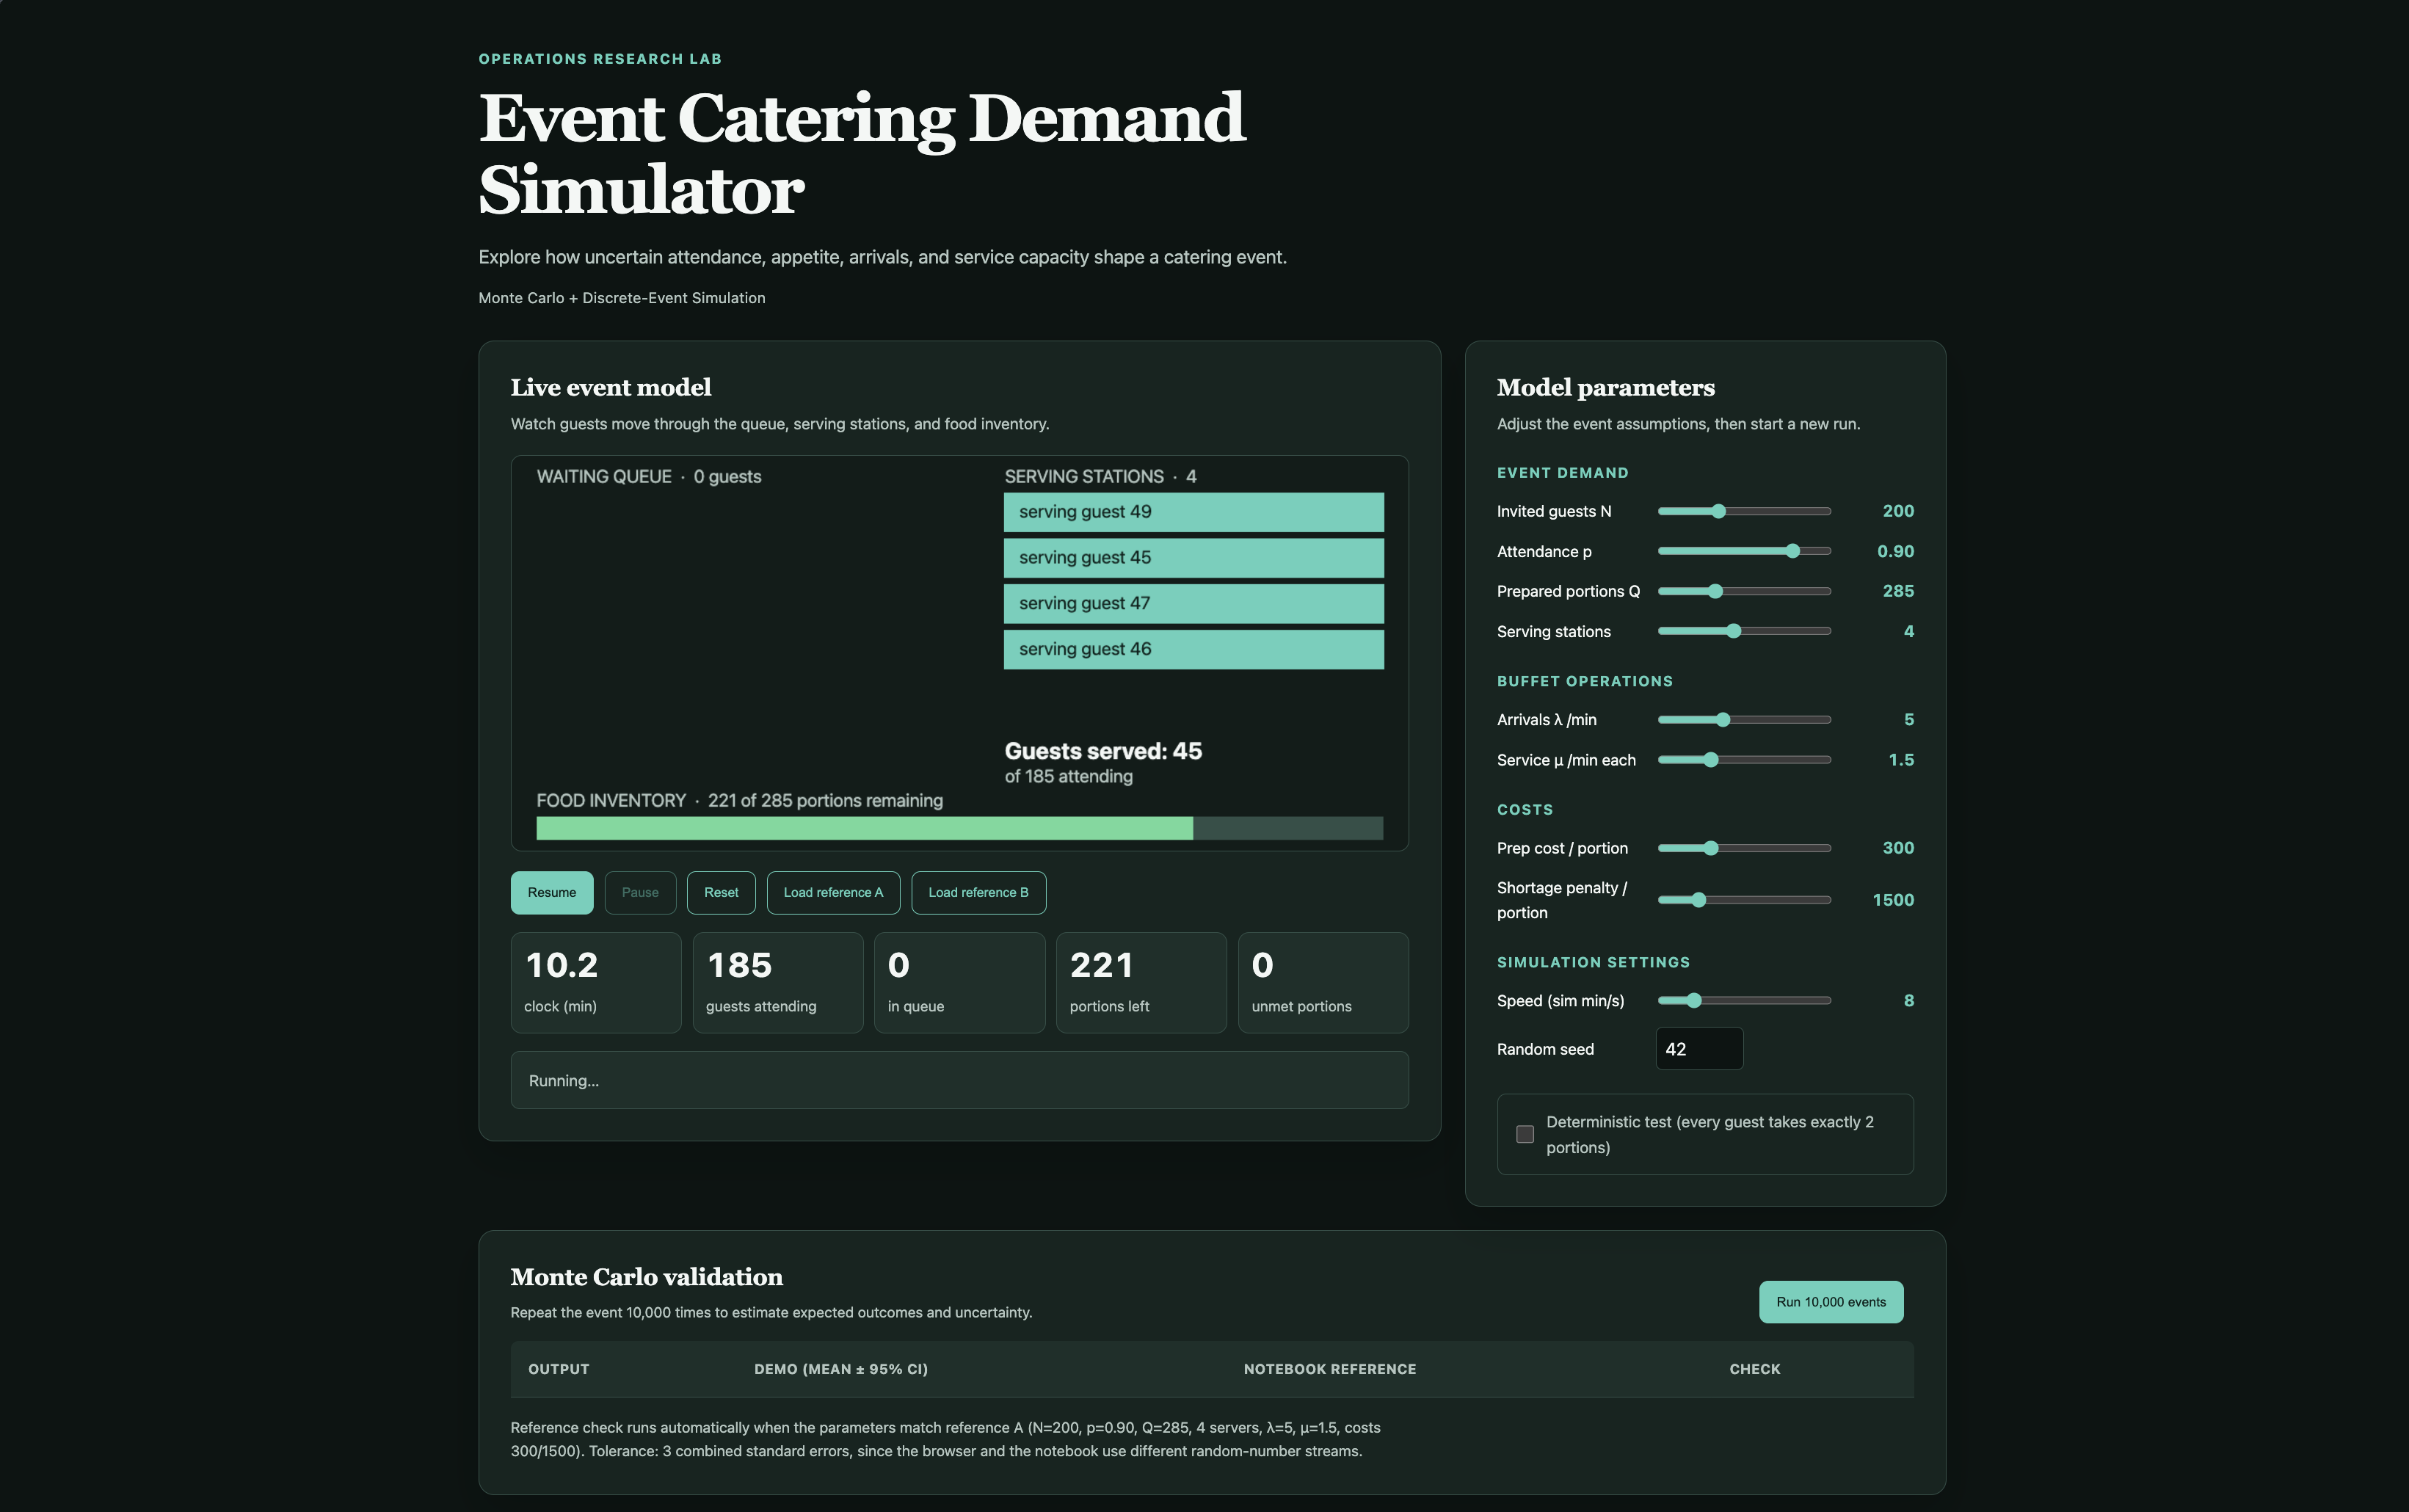 OPERATIONS RESEARCH LAB
Event Catering Demand
Simulator
Explore how uncertain attendance, appetite, arrivals, and service capacity shape a catering event.
Monte Carlo + Discrete-Event Simulation
Live event model
Watch guests move through the queue, serving stations, and food inventory.
WAITING QUEUE · 0 guests
SERVING STATIONS · 4
serving guest 49
serving guest 45
serving guest 47
serving guest 46
Guests served: 45
of 185 attending
FOOD INVENTORY · 221 of 285 portions remaining
Resume
Pause
Reset
Load reference A
Load reference B
10.2
clock (min)
185
guests attending
0
in queue
221
portions left
0
unmet portions
Running...
Model parameters
Adjust the event assumptions, then start a new run.
EVENT DEMAND
Invited guests N 200
Attendance p 0.90
Prepared portions Q 285
Serving stations 4
BUFFET OPERATIONS
Arrivals λ /min 5
Service μ /min each 1.5
COSTS
Prep cost / portion 300
Shortage penalty /
portion 1500
SIMULATION SETTINGS
Speed (sim min/s) 8
Random seed 42
Deterministic test (every guest takes exactly 2
portions)
Monte Carlo validation
Repeat the event 10,000 times to estimate expected outcomes and uncertainty.
Run 10,000 events
OUTPUT DEMO (MEAN ± 95% CI) NOTEBOOK REFERENCE CHECK
Reference check runs automatically when the parameters match reference A (N=200, p=0.90, Q=285, 4 servers, λ=5, μ=1.5, costs
300/1500). Tolerance: 3 combined standard errors, since the browser and the notebook use different random-number streams.